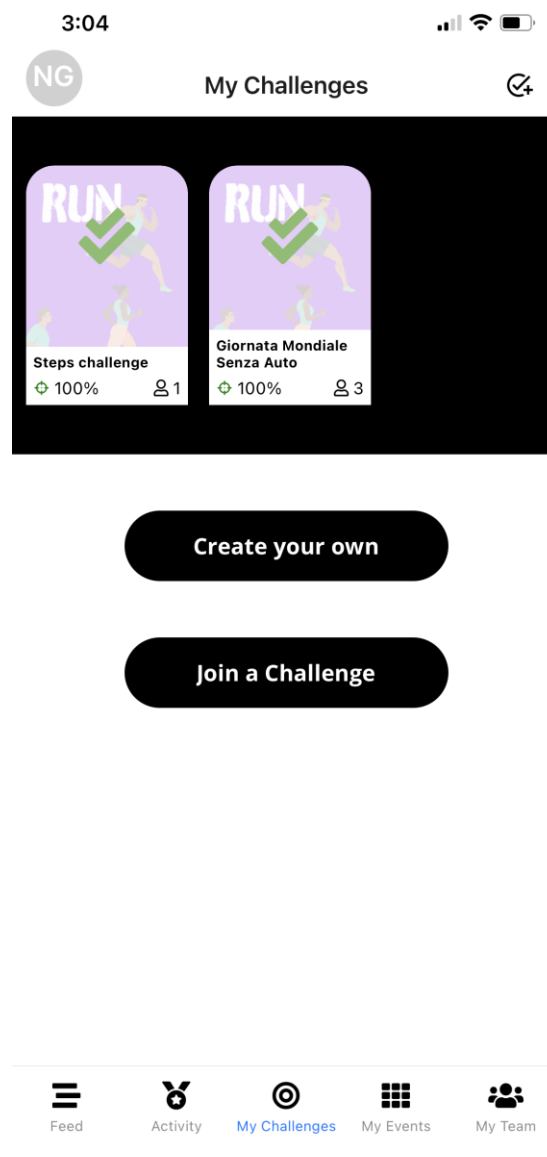 3:04
NG
My Challenges
RUN
RUN
Steps challenge
100% 1
Giornata Mondiale
Senza Auto
100% 3
Create your own
Join a Challenge
Feed
Activity
My Challenges
My Events
My Team